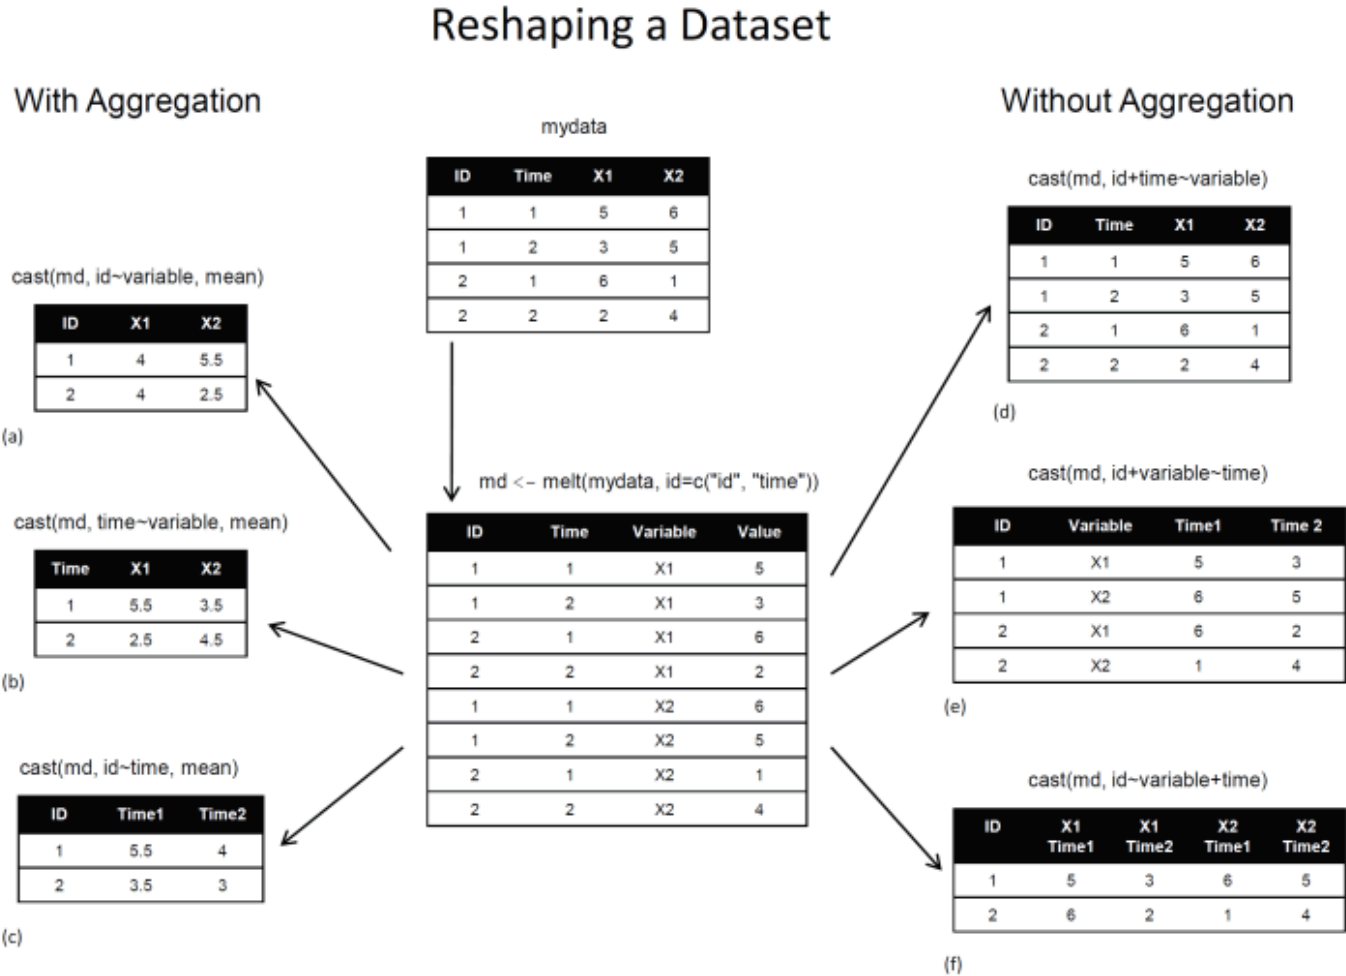 Reshaping a Dataset
With Aggregation
Without Aggregation
mydata
ID Time X1 X2
1 1 5 6
1 2 3 5
2 1 6 1
2 2 2 4
cast(md, id~variable, mean)
ID X1 X2
1 4 5.5
2 4 2.5
(a)
cast(md, time~variable, mean)
Time X1 X2
1 5.5 3.5
2 2.5 4.5
(b)
cast(md, id~time, mean)
ID Time1 Time2
1 5.5 4
2 3.5 3
(c)
md <- melt(mydata, id=c("id", "time"))
ID Time Variable Value
1 1 X1 5
1 2 X1 3
2 1 X1 6
2 2 X1 2
1 1 X2 6
1 2 X2 5
2 1 X2 1
2 2 X2 4
cast(md, id+time~variable)
ID Time X1 X2
1 1 5 6
1 2 3 5
2 1 6 1
2 2 2 4
(d)
cast(md, id+variable~time)
ID Variable Time1 Time 2
1 X1 5 3
1 X2 6 5
2 X1 6 2
2 X2 1 4
(e)
cast(md, id~variable+time)
ID X1 X1 X2 X2
Time1 Time2 Time1 Time2
1 5 3 6 5
2 6 2 1 4
(f)